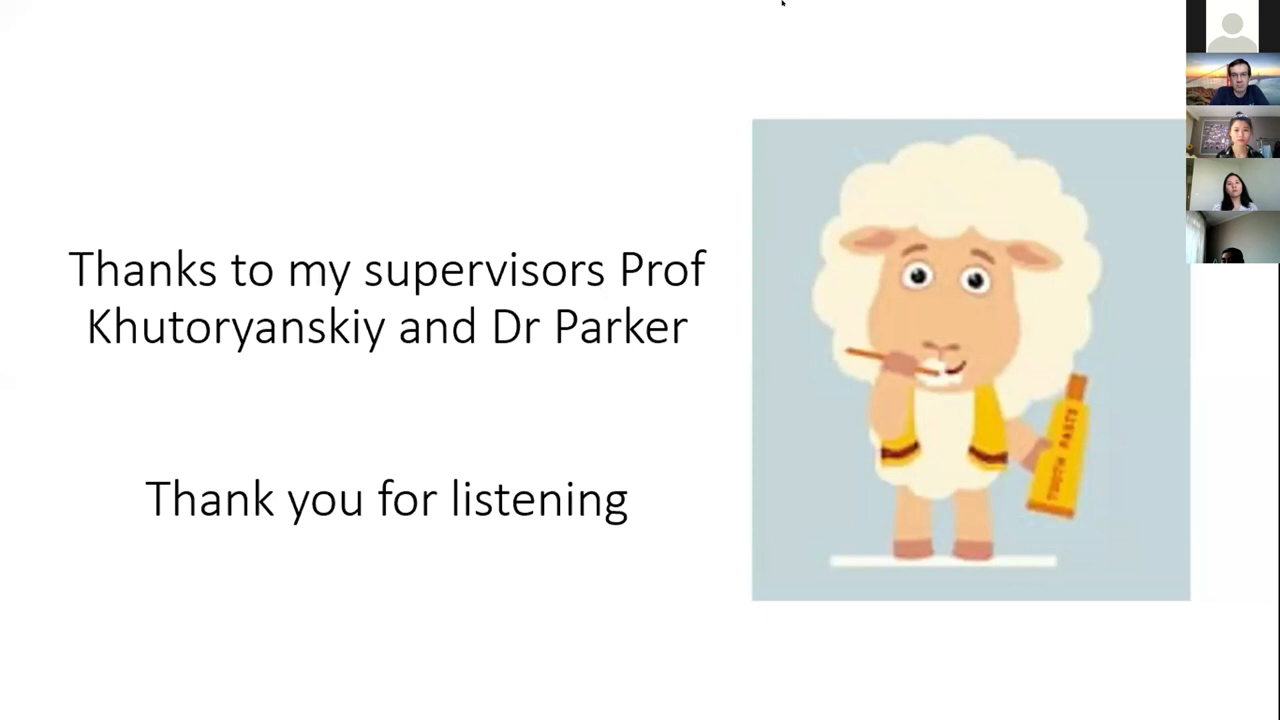 Thanks to my supervisors Prof
Khutoryanskiy and Dr Parker
Thank you for listening
TOOTH PASTE